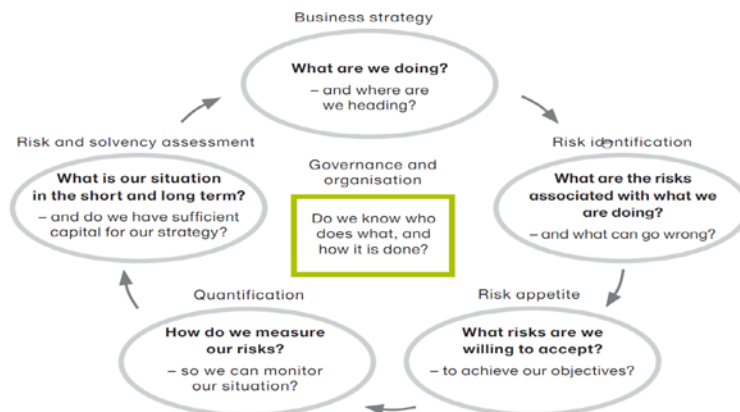 Business strategy
What are we doing?
– and where are
we heading?
Risk and solvency assessment
What is our situation
in the short and long term?
– and do we have sufficient
capital for our strategy?
Governance and
organisation
Do we know who
does what, and
how it is done?
Risk identification
What are the risks
associated with what we
are doing?
– and what can go wrong?
Quantification
How do we measure
our risks?
– so we can monitor
our situation?
Risk appetite
What risks are we
willing to accept?
– to achieve our objectives?